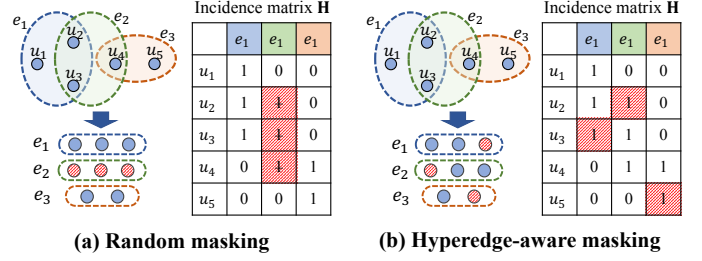 Incidence matrix H
e1 e2 e3
e1 e1 e1
u1 u2 u3 u4 u5
u1 1 0 0
u2 1 1 0
u3 1 1 0
u4 0 1 1
u5 0 0 1
e1
e2
e3
(a) Random masking
Incidence matrix H
e1 e2 e3
e1 e1 e1
u1 u2 u3 u4 u5
u1 1 0 0
u2 1 1 0
u3 1 1 0
u4 0 1 1
u5 0 0 1
e1
e2
e3
(b) Hyperedge-aware masking